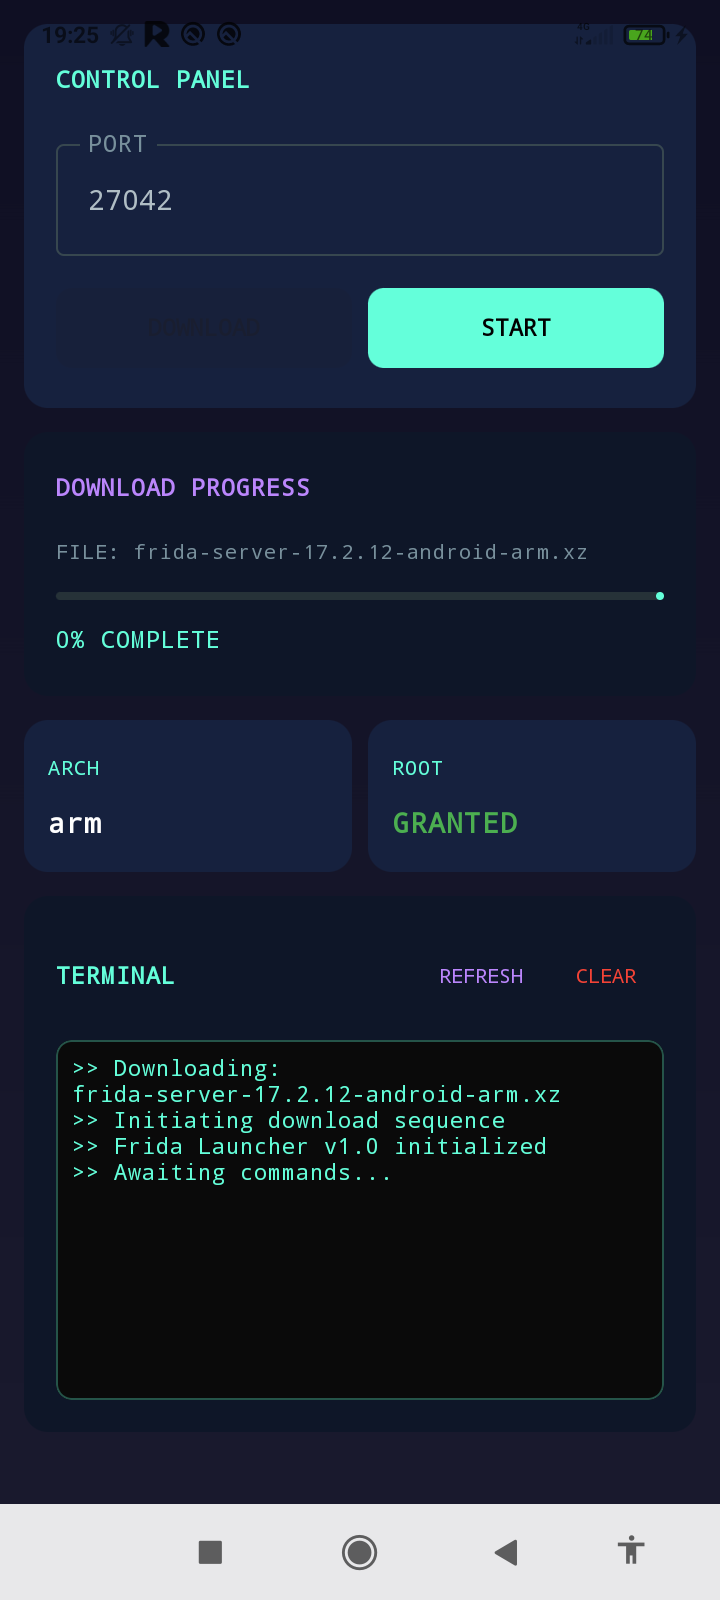 19:25
4G
74
CONTROL PANEL
PORT
27042
DOWNLOAD
START
DOWNLOAD PROGRESS
FILE: frida-server-17.2.12-android-arm.xz
0% COMPLETE
ARCH
ROOT
arm
GRANTED
TERMINAL
REFRESH
CLEAR
>> Downloading:
frida-server-17.2.12-android-arm.xz
>> Initiating download sequence
>> Frida Launcher v1.0 initialized
>> Awaiting commands...